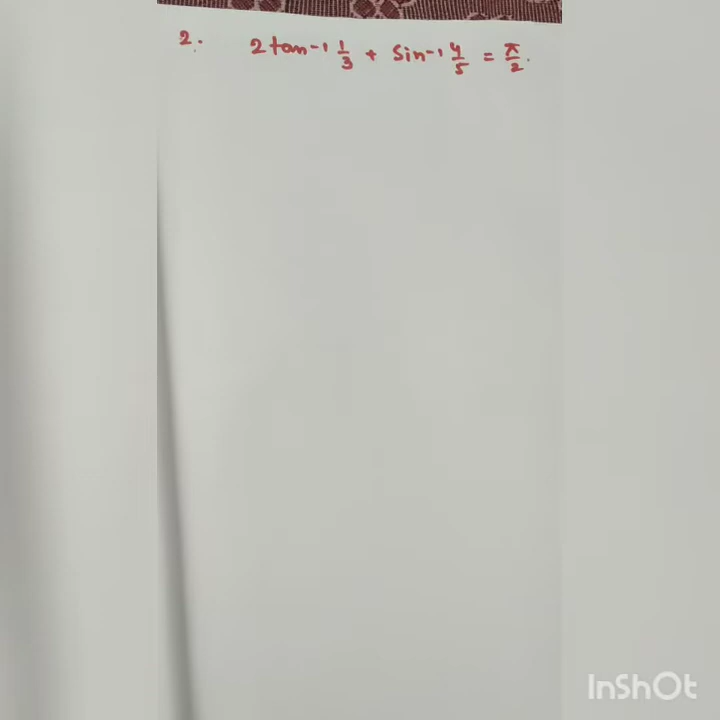 2. 2tan-1 1/3 + Sin-1 4/5 = π/2.
InShOt